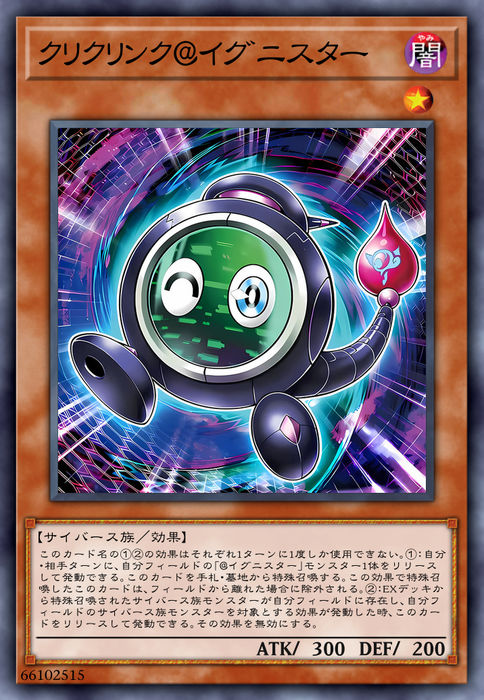 クリクリンク@イグニスター
やみ
闇
【サイバース族／効果】
このカード名の①②の効果はそれぞれ1ターンに1度しか使用できない。①：自分
・相手ターンに、自分フィールドの「@イグニスター」モンスター1体をリリース
して発動できる。このカードを手札・墓地から特殊召喚する。この効果で特殊召
喚したこのカードは、フィールドから離れた場合に除外される。②：EXデッキか
ら特殊召喚されたサイバース族モンスターが自分フィールドに存在し、自分フィ
ールドのサイバース族モンスターを対象とする効果が発動した時、このカー
ドをリリースして発動できる。その効果を無効にする。
ATK/ 300 DEF/ 200
66102515